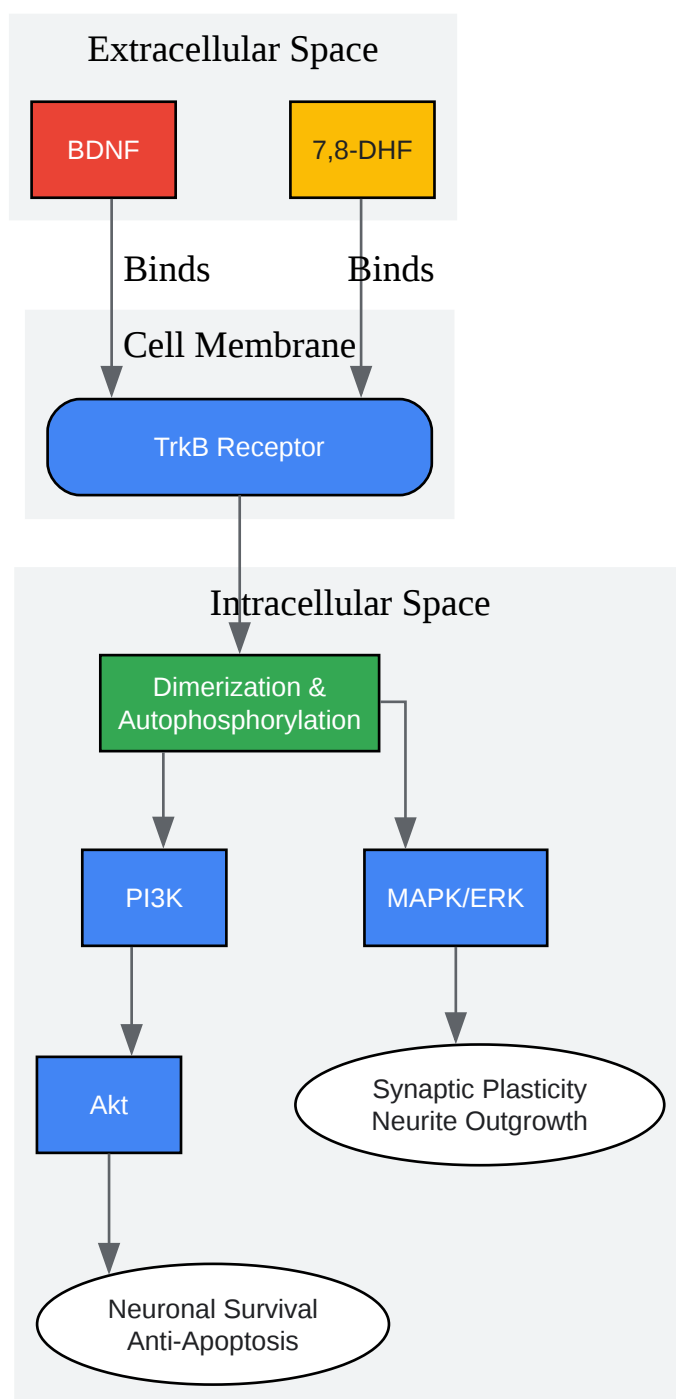 Extracellular Space
BDNF
7,8-DHF
Binds
Binds
Cell Membrane
TrkB Receptor
Intracellular Space
Dimerization &
Autophosphorylation
PI3K
MAPK/ERK
Akt
Synaptic Plasticity
Neurite Outgrowth
Neuronal Survival
Anti-Apoptosis